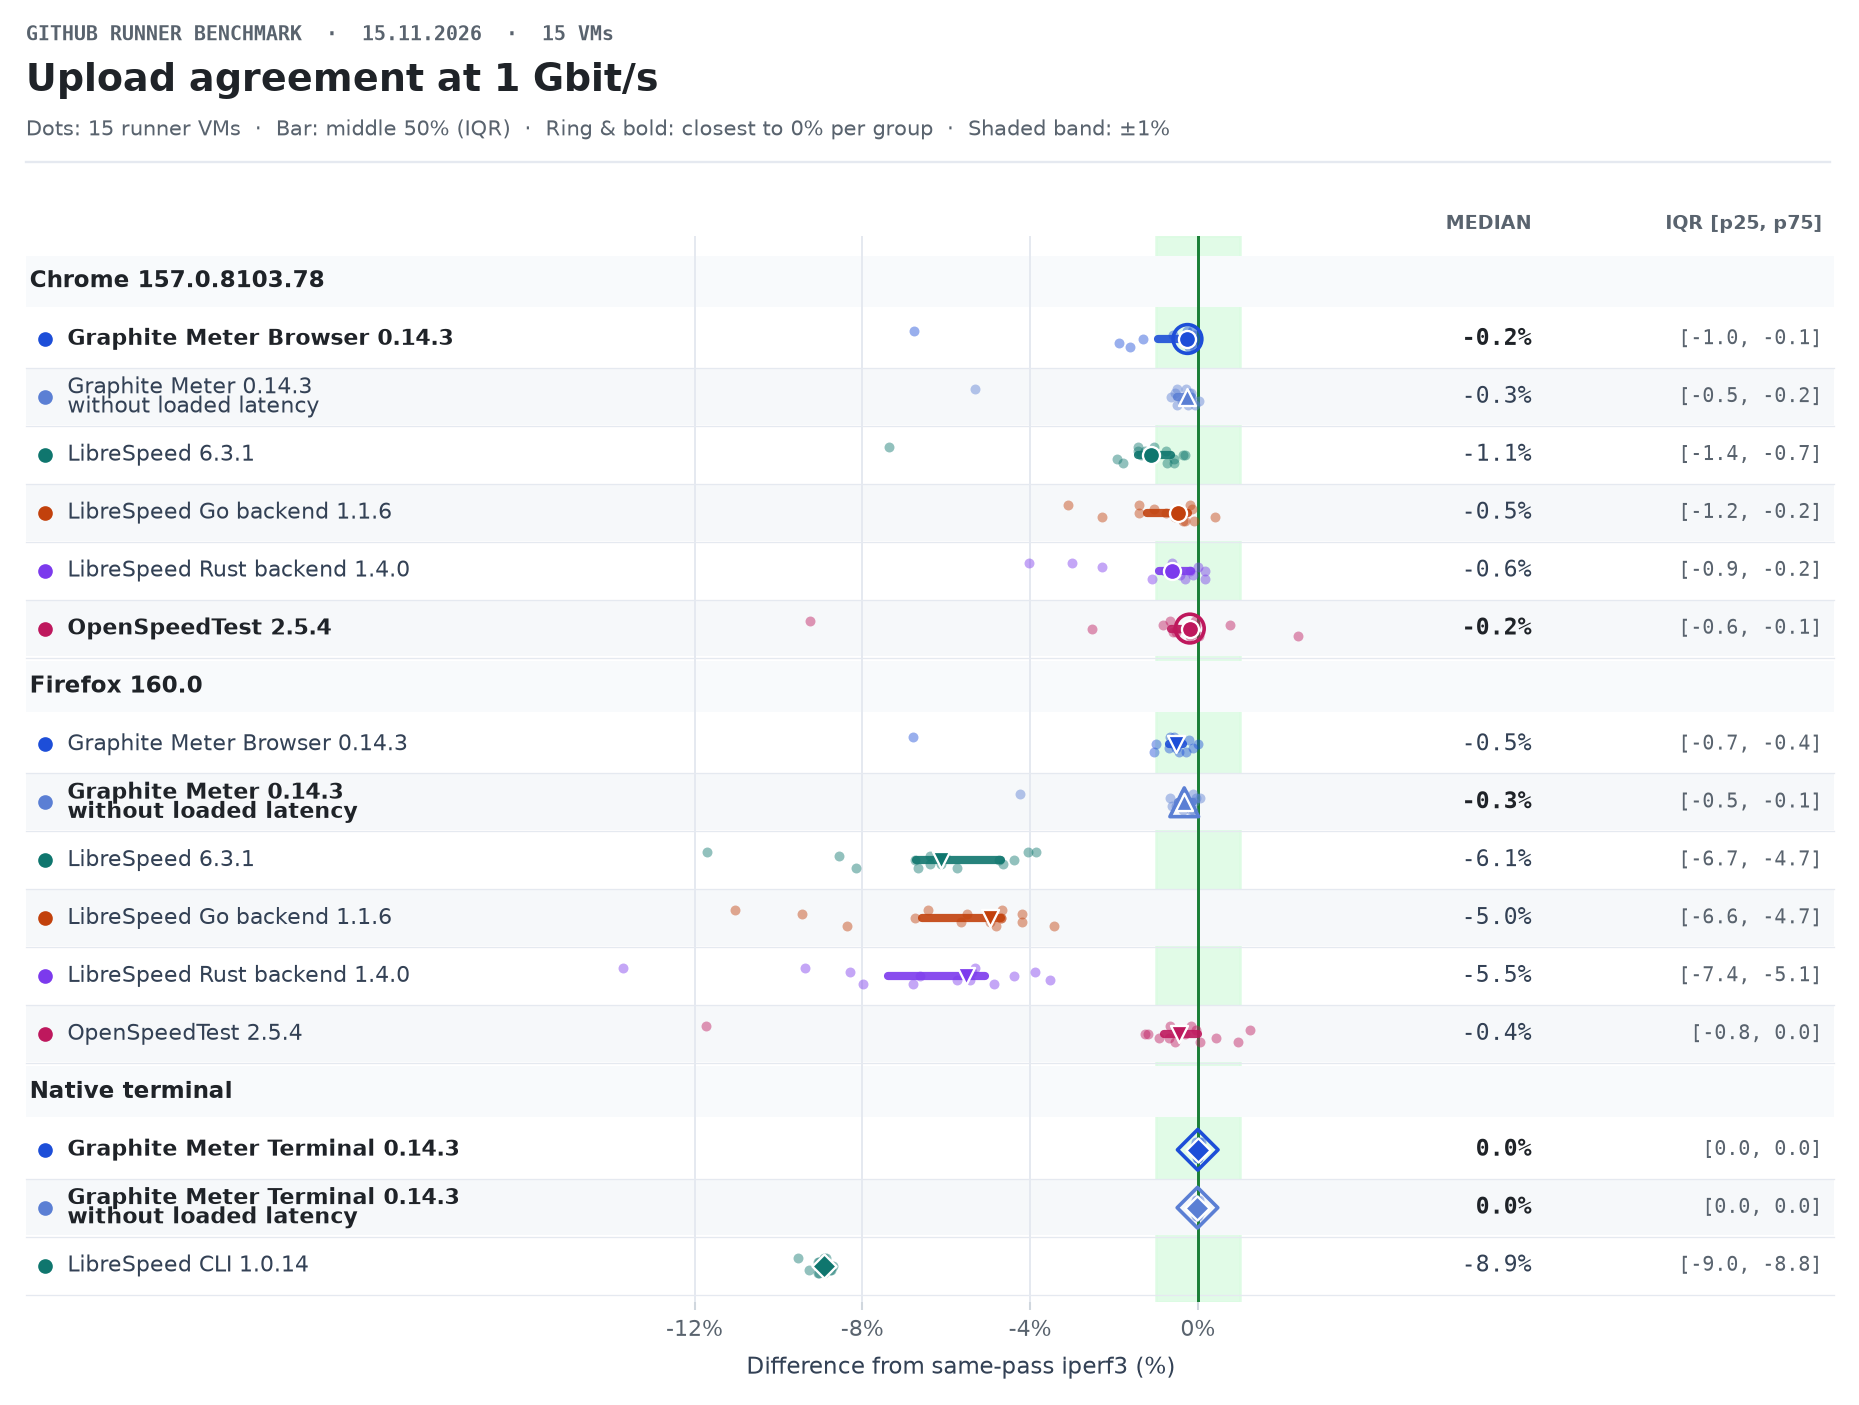 GITHUB RUNNER BENCHMARK · 15.11.2026 · 15 VMs
Upload agreement at 1 Gbit/s
Dots: 15 runner VMs · Bar: middle 50% (IQR) · Ring & bold: closest to 0% per group · Shaded band: ±1%
MEDIAN IQR [p25, p75]
Chrome 157.0.8103.78
Graphite Meter Browser 0.14.3 -0.2% [-1.0, -0.1]
Graphite Meter 0.14.3
without loaded latency -0.3% [-0.5, -0.2]
LibreSpeed 6.3.1 -1.1% [-1.4, -0.7]
LibreSpeed Go backend 1.1.6 -0.5% [-1.2, -0.2]
LibreSpeed Rust backend 1.4.0 -0.6% [-0.9, -0.2]
OpenSpeedTest 2.5.4 -0.2% [-0.6, -0.1]
Firefox 160.0
Graphite Meter Browser 0.14.3 -0.5% [-0.7, -0.4]
Graphite Meter 0.14.3
without loaded latency -0.3% [-0.5, -0.1]
LibreSpeed 6.3.1 -6.1% [-6.7, -4.7]
LibreSpeed Go backend 1.1.6 -5.0% [-6.6, -4.7]
LibreSpeed Rust backend 1.4.0 -5.5% [-7.4, -5.1]
OpenSpeedTest 2.5.4 -0.4% [-0.8, 0.0]
Native terminal
Graphite Meter Terminal 0.14.3 0.0% [0.0, 0.0]
Graphite Meter Terminal 0.14.3
without loaded latency 0.0% [0.0, 0.0]
LibreSpeed CLI 1.0.14 -8.9% [-9.0, -8.8]
-12% -8% -4% 0%
Difference from same-pass iperf3 (%)